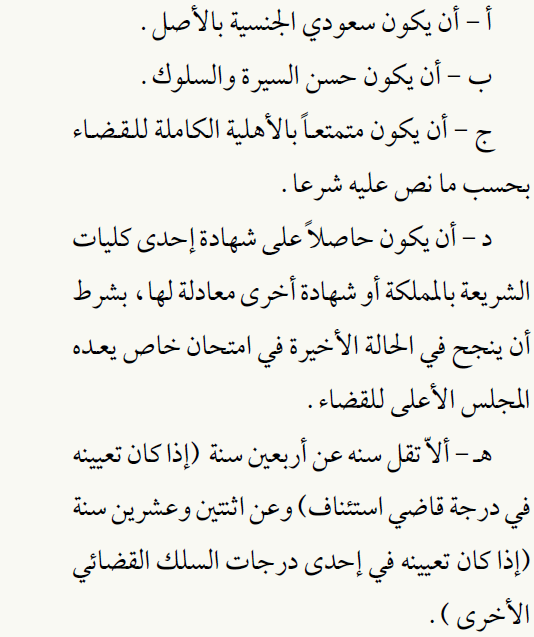 أ – أن يكون سعودي الجنسية بالأصل .
ب – أن يكون حسن السيرة والسلوك .
ج – أن يكون متمتعاً بالأهلية الكاملة للقضاء
بحسب ما نص عليه شرعا .
د – أن يكون حاصلاً على شهادة إحدى كليات
الشريعة بالمملكة أو شهادة أخرى معادلة لها ، بشرط
أن ينجح في الحالة الأخيرة في امتحان خاص يعده
المجلس الأعلى للقضاء .
هـ – ألاّ تقل سنه عن أربعين سنة (إذا كان تعيينه
في درجة قاضي استئناف) وعن اثنتين وعشرين سنة
(إذا كان تعيينه في إحدى درجات السلك القضائي
الأخرى ) .